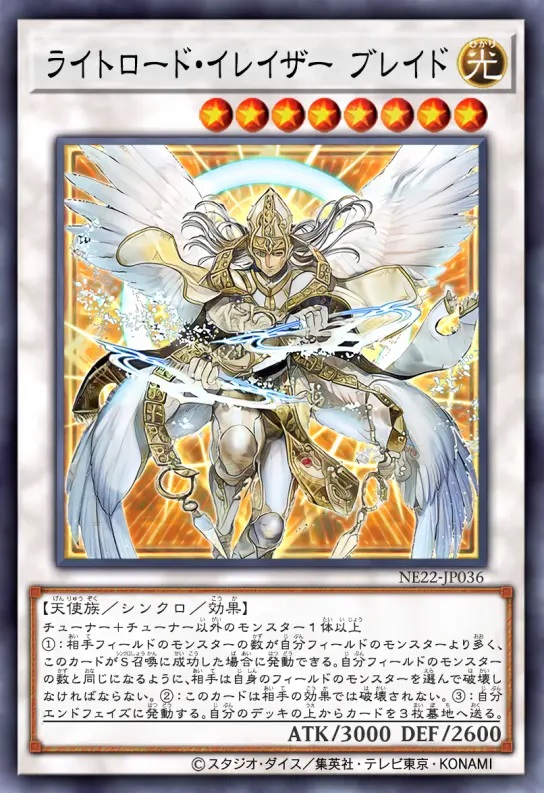 ライトロード・イレイザー ブレイド
光
NE22-JP036
【天使族／シンクロ／効果】
チューナー＋チューナー以外のモンスター１体以上
①：相手フィールドのモンスターの数が自分フィールドのモンスターより多く、
このカードがＳ召喚に成功した場合に発動できる。自分フィールドのモンスター
の数と同じになるように、相手は自身のフィールドのモンスターを選んで破壊し
なければならない。②：このカードは相手の効果では破壊されない。③：自分
エンドフェイズに発動する。自分のデッキの上からカードを３枚墓地へ送る。
ATK/3000 DEF/2600
©スタジオ・ダイス／集英社・テレビ東京・KONAMI